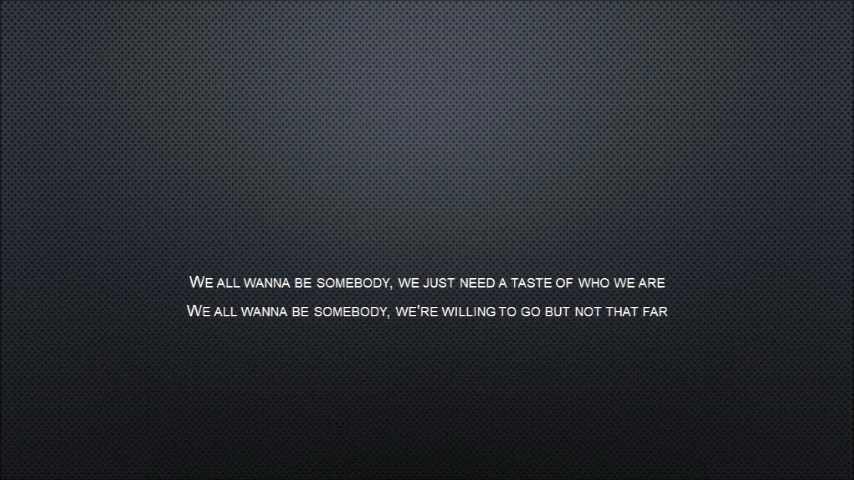 We all wanna be somebody, we just need a taste of who we are
We all wanna be somebody, we're willing to go but not that far